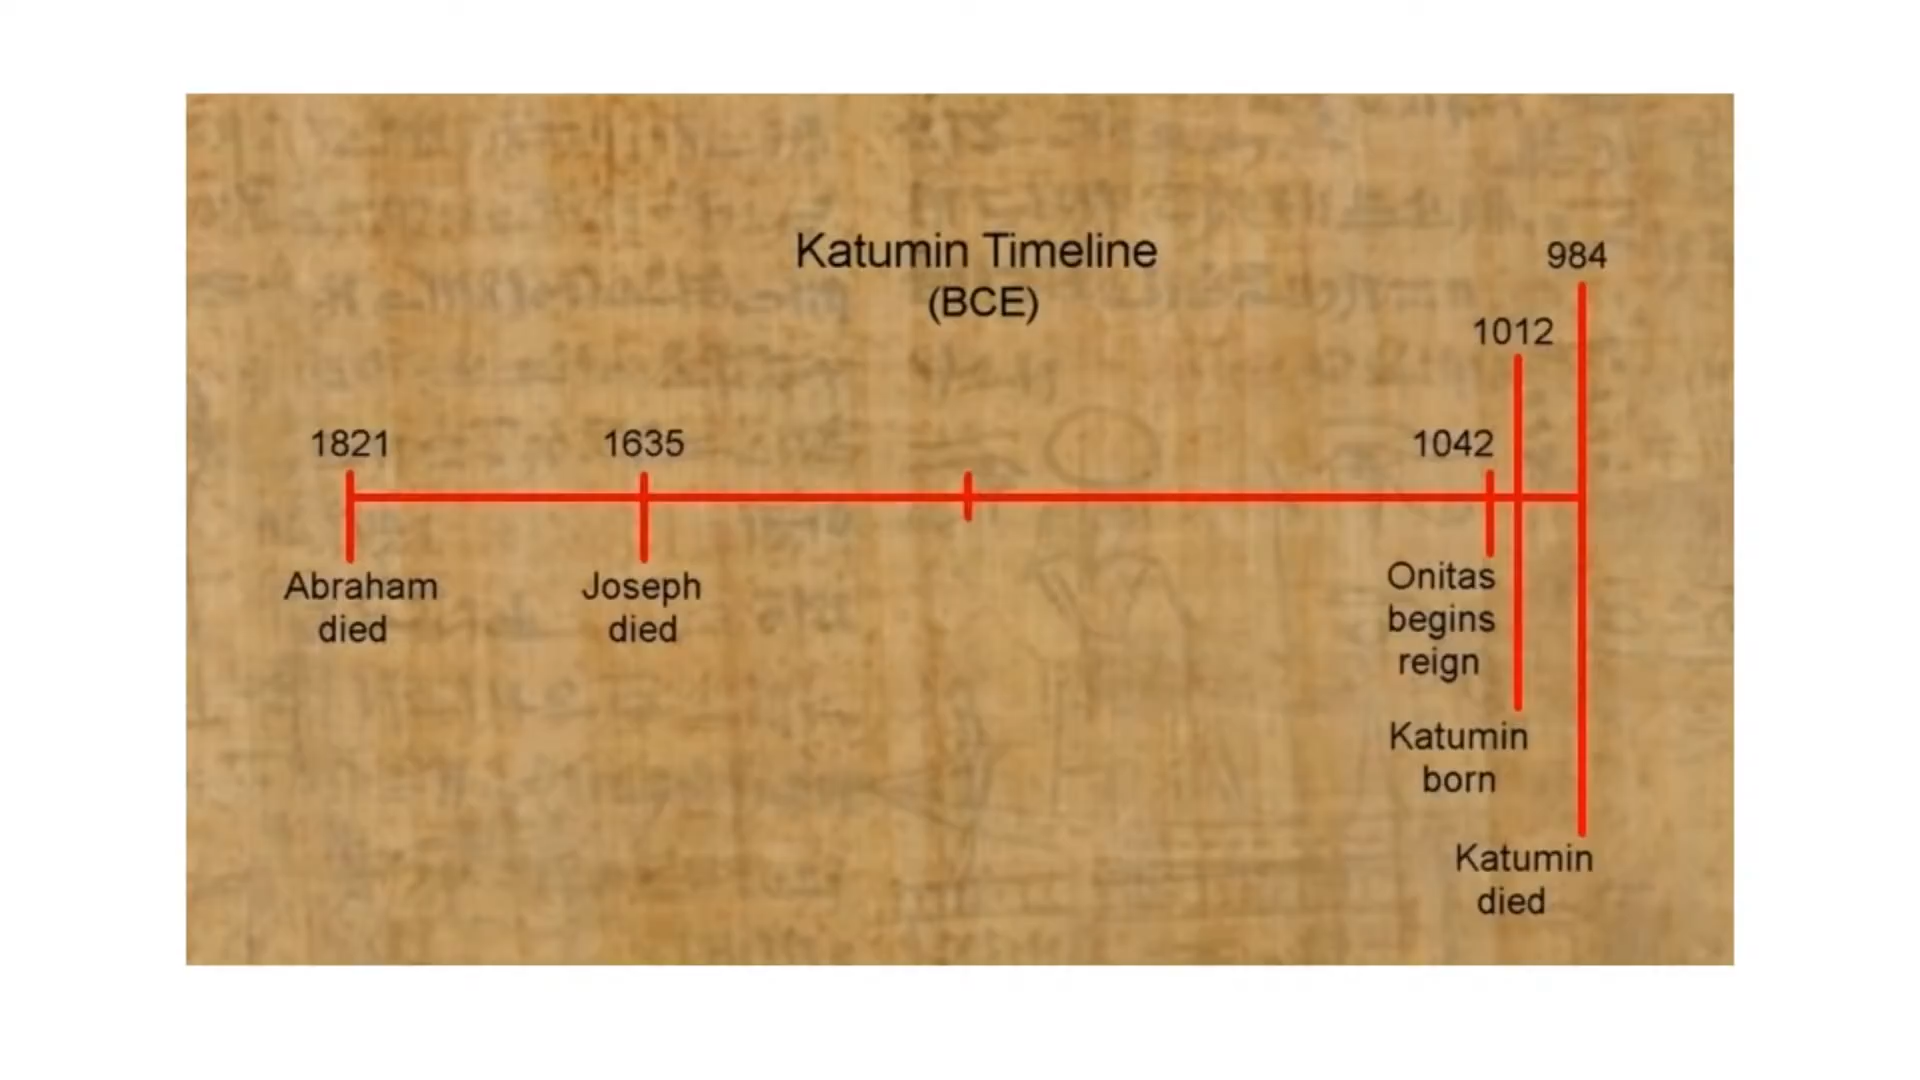 Katumin Timeline
(BCE)
984
1012
1821
1635
1042
Abraham
died
Joseph
died
Onitas
begins
reign
Katumin
born
Katumin
died